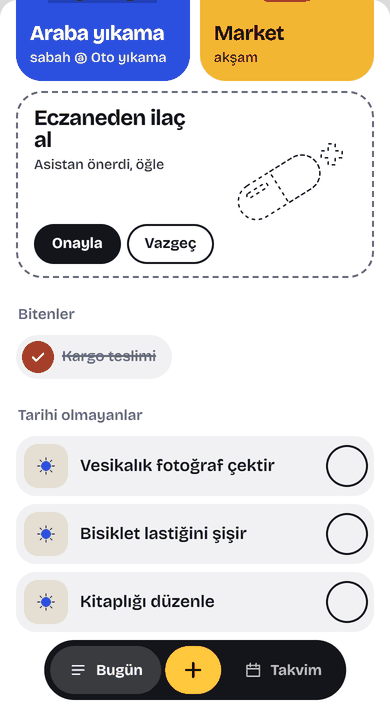 Araba yıkama
sabah @ Oto yıkama
Market
akşam
Eczaneden ilaç
al
Asistan önerdi, öğle
Onayla
Vazgeç
Bitenler
Kargo teslimi
Tarihi olmayanlar
Vesikalık fotoğraf çektir
Bisiklet lastiğini şişir
Kitaplığı düzenle
Bugün
Takvim